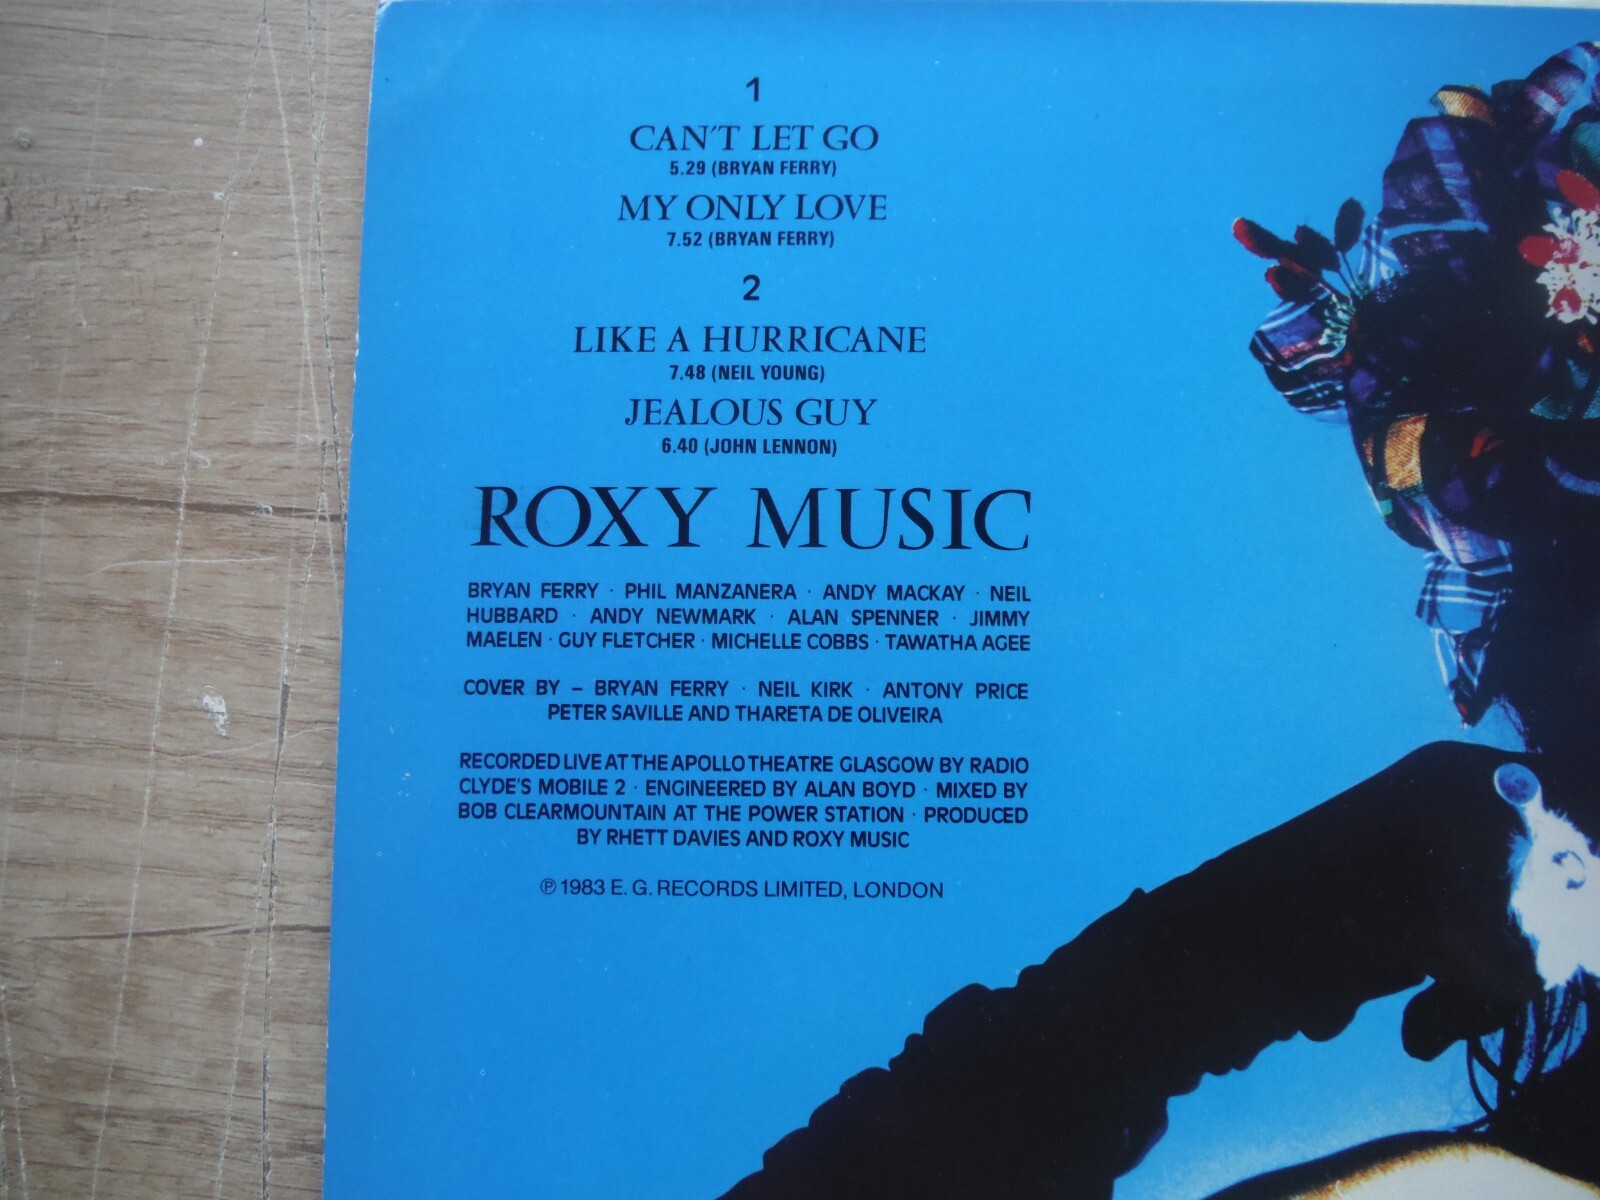 1
CAN'T LET GO
5.29 (BRYAN FERRY)
MY ONLY LOVE
7.52 (BRYAN FERRY)
2
LIKE A HURRICANE
7.48 (NEIL YOUNG)
JEALOUS GUY
6.40 (JOHN LENNON)
ROXY MUSIC
BRYAN FERRY · PHIL MANZANERA · ANDY MACKAY · NEIL
HUBBARD · ANDY NEWMARK · ALAN SPENNER · JIMMY
MAELEN · GUY FLETCHER · MICHELLE COBBS · TAWATHA AGEE
COVER BY – BRYAN FERRY · NEIL KIRK · ANTONY PRICE
PETER SAVILLE AND THARETA DE OLIVEIRA
RECORDED LIVE AT THE APOLLO THEATRE GLASGOW BY RADIO
CLYDE'S MOBILE 2 · ENGINEERED BY ALAN BOYD · MIXED BY
BOB CLEARMOUNTAIN AT THE POWER STATION · PRODUCED
BY RHETT DAVIES AND ROXY MUSIC
℗ 1983 E. G. RECORDS LIMITED, LONDON